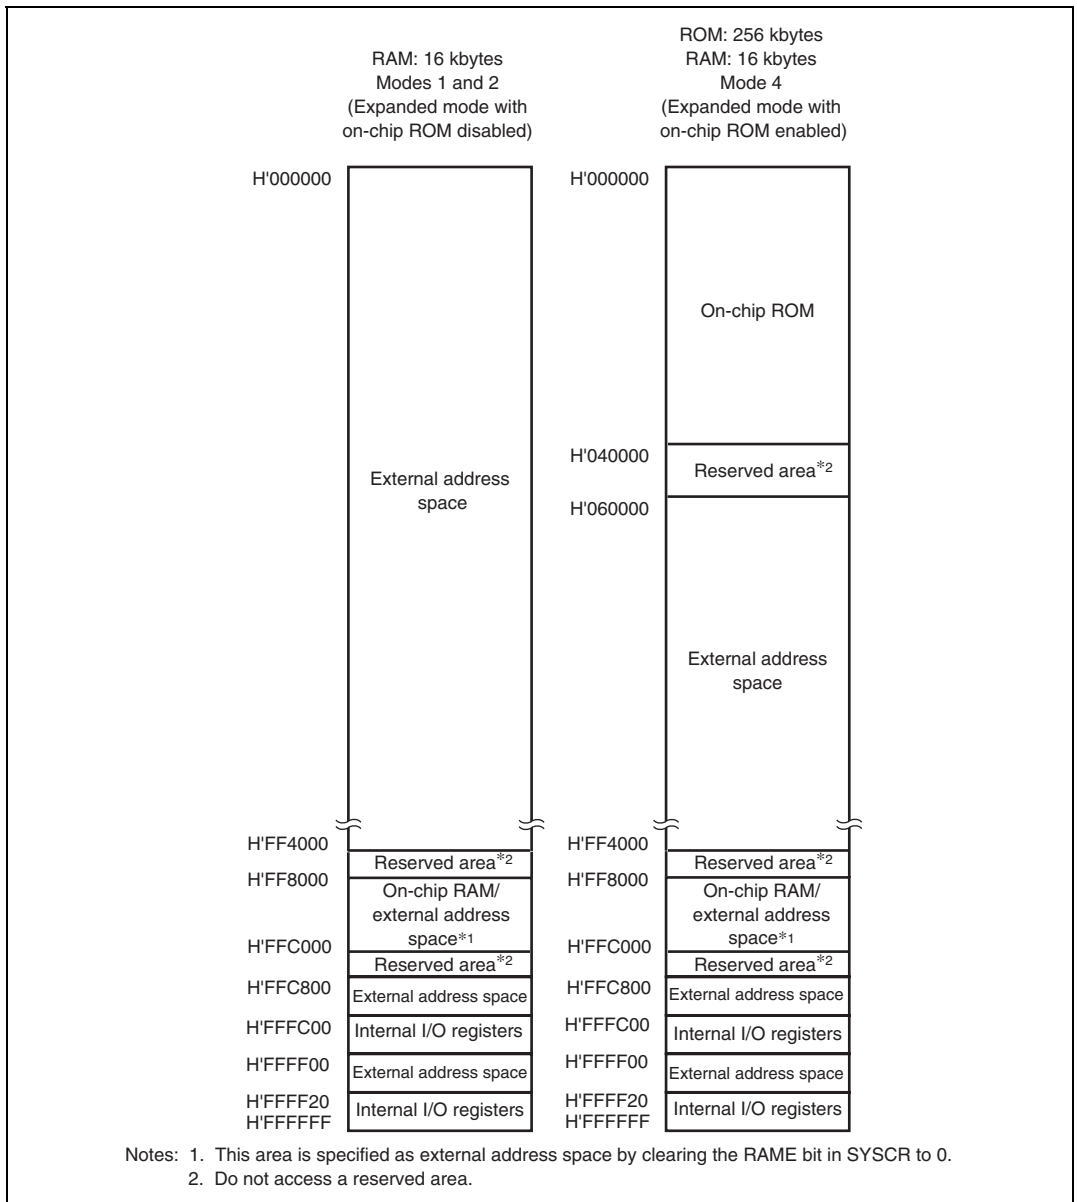 RAM: 16 kbytes
Modes 1 and 2
(Expanded mode with
on-chip ROM disabled)
H'000000
External address
space
H'FF4000
Reserved area*2
H'FF8000
On-chip RAM/
external address
space*1
H'FFC000
Reserved area*2
H'FFC800
External address space
H'FFFC00
Internal I/O registers
H'FFFF00
External address space
H'FFFF20
Internal I/O registers
H'FFFFFF
ROM: 256 kbytes
RAM: 16 kbytes
Mode 4
(Expanded mode with
on-chip ROM enabled)
H'000000
On-chip ROM
H'040000
Reserved area*2
H'060000
External address
space
H'FF4000
Reserved area*2
H'FF8000
On-chip RAM/
external address
space*1
H'FFC000
Reserved area*2
H'FFC800
External address space
H'FFFC00
Internal I/O registers
H'FFFF00
External address space
H'FFFF20
Internal I/O registers
H'FFFFFF
Notes: 1. This area is specified as external address space by clearing the RAME bit in SYSCR to 0.
2. Do not access a reserved area.